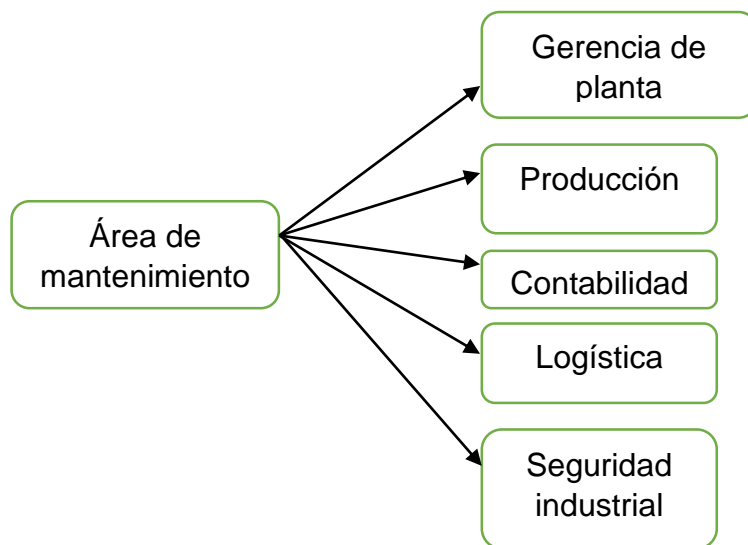 Gerencia de
planta
Producción
Área de
mantenimiento
Contabilidad
Logística
Seguridad
industrial